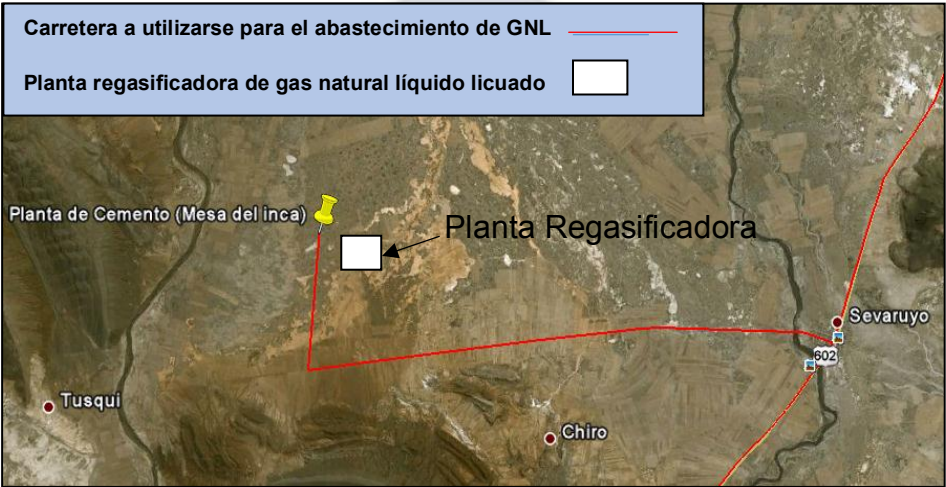 Carretera a utilizarse para el abastecimiento de GNL
Planta regasificadora de gas natural líquido licuado
Planta de Cemento (Mesa del inca)
Planta Regasificadora
Sevaruyo
602
Tusqui
Chiro